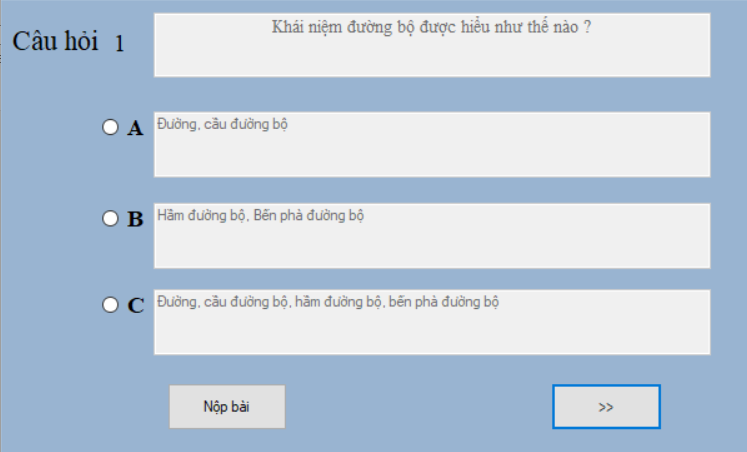 Khái niệm đường bộ được hiểu như thế nào ?
Câu hỏi 1
A Đường, cầu đường bộ
B Hầm đường bộ, Bến phà đường bộ
C Đường, cầu đường bộ, hầm đường bộ, bến phà đường bộ
Nộp bài >>